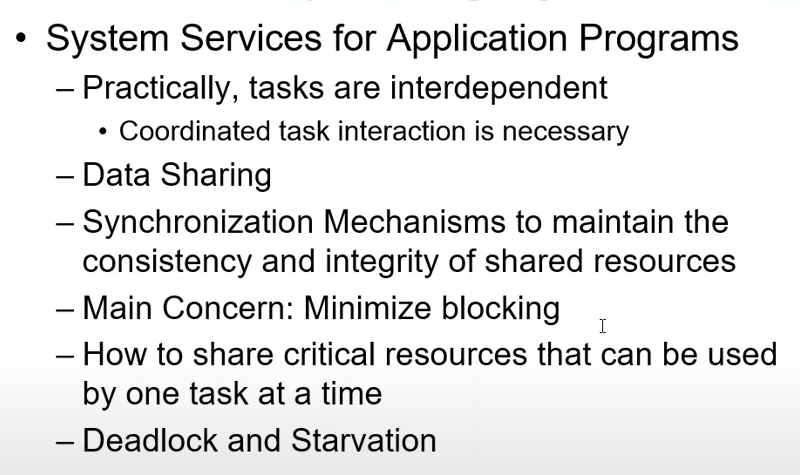 • System Services for Application Programs
– Practically, tasks are interdependent
• Coordinated task interaction is necessary
– Data Sharing
– Synchronization Mechanisms to maintain the
consistency and integrity of shared resources
– Main Concern: Minimize blocking
– How to share critical resources that can be used
by one task at a time
– Deadlock and Starvation